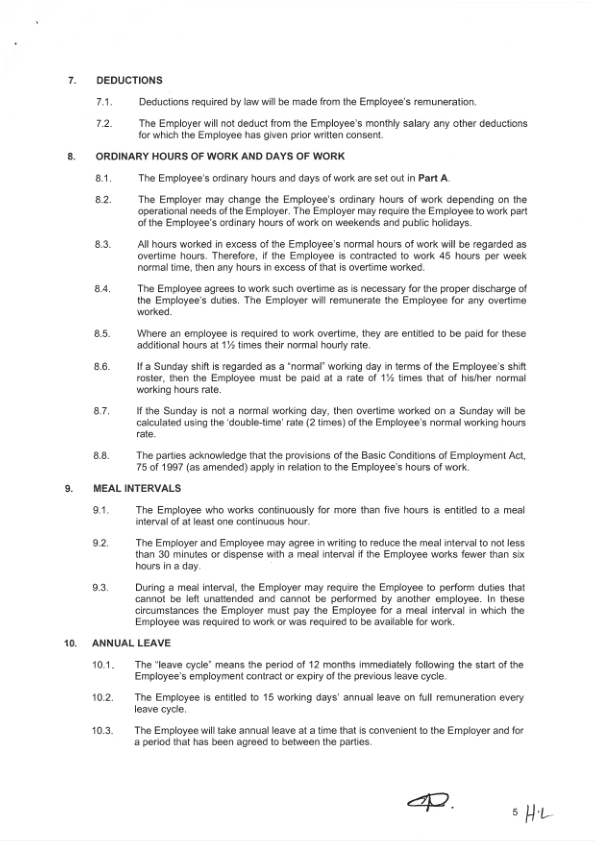 7. DEDUCTIONS
7.1. Deductions required by law will be made from the Employee's remuneration.
7.2. The Employer will not deduct from the Employee's monthly salary any other deductions
for which the Employee has given prior written consent.
8. ORDINARY HOURS OF WORK AND DAYS OF WORK
8.1. The Employee's ordinary hours and days of work are set out in Part A.
8.2. The Employer may change the Employee's ordinary hours of work depending on the
operational needs of the Employer. The Employer may require the Employee to work part
of the Employee's ordinary hours of work on weekends and public holidays.
8.3. All hours worked in excess of the Employee's normal hours of work will be regarded as
overtime hours. Therefore, if the Employee is contracted to work 45 hours per week
normal time, then any hours in excess of that is overtime worked.
8.4. The Employee agrees to work such overtime as is necessary for the proper discharge of
the Employee's duties. The Employer will remunerate the Employee for any overtime
worked.
8.5. Where an employee is required to work overtime, they are entitled to be paid for these
additional hours at 1½ times their normal hourly rate.
8.6. If a Sunday shift is regarded as a “normal” working day in terms of the Employee's shift
roster, then the Employee must be paid at a rate of 1½ times that of his/her normal
working hours rate.
8.7. If the Sunday is not a normal working day, then overtime worked on a Sunday will be
calculated using the ‘double-time’ rate (2 times) of the Employee's normal working hours
rate.
8.8. The parties acknowledge that the provisions of the Basic Conditions of Employment Act,
75 of 1997 (as amended) apply in relation to the Employee's hours of work.
9. MEAL INTERVALS
9.1. The Employee who works continuously for more than five hours is entitled to a meal
interval of at least one continuous hour.
9.2. The Employer and Employee may agree in writing to reduce the meal interval to not less
than 30 minutes or dispense with a meal interval if the Employee works fewer than six
hours in a day.
9.3. During a meal interval, the Employer may require the Employee to perform duties that
cannot be left unattended and cannot be performed by another employee. In these
circumstances the Employer must pay the Employee for a meal interval in which the
Employee was required to work or was required to be available for work.
10. ANNUAL LEAVE
10.1. The “leave cycle” means the period of 12 months immediately following the start of the
Employee's employment contract or expiry of the previous leave cycle.
10.2. The Employee is entitled to 15 working days' annual leave on full remuneration every
leave cycle.
10.3. The Employee will take annual leave at a time that is convenient to the Employer and for
a period that has been agreed to between the parties.
5 H.L